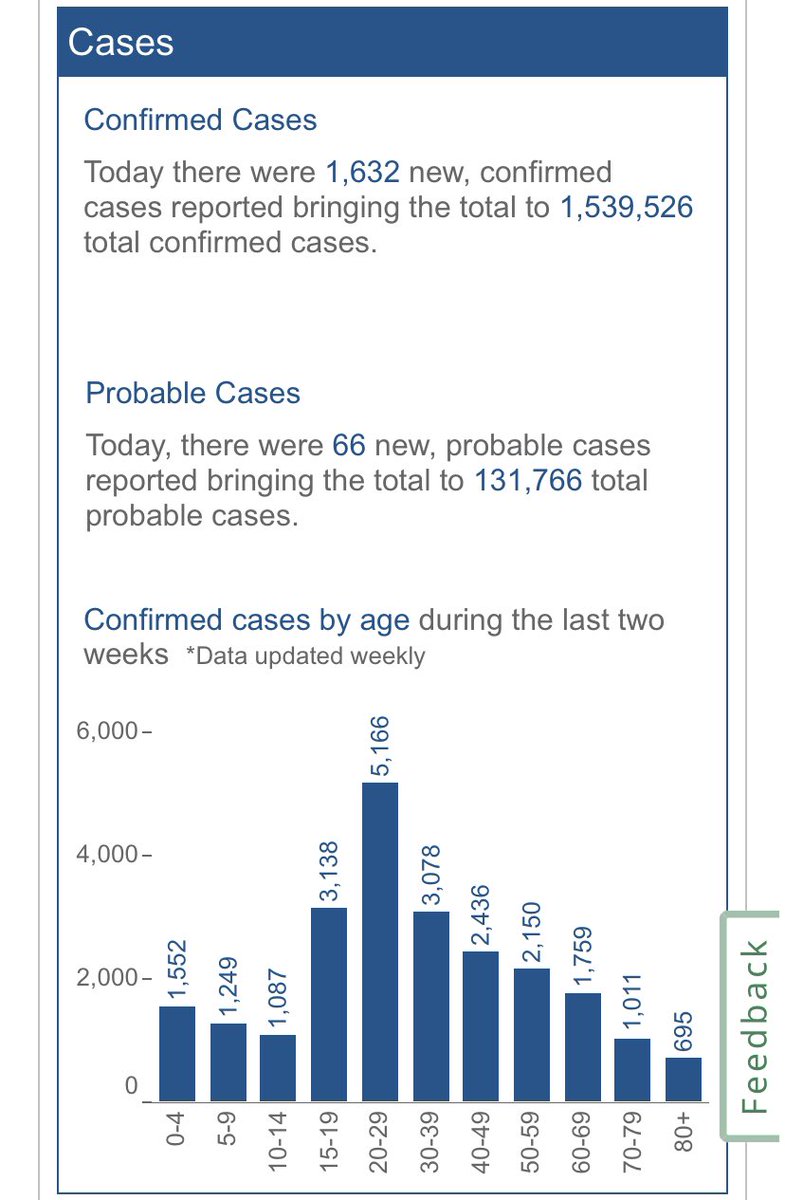 Cases
Confirmed Cases
Today there were 1,632 new, confirmed
cases reported bringing the total to 1,539,526
total confirmed cases.
Probable Cases
Today, there were 66 new, probable cases
reported bringing the total to 131,766 total
probable cases.
Confirmed cases by age during the last two
weeks *Data updated weekly
6,000
4,000
2,000
0
1,552
1,249
1,087
3,138
5,166
3,078
2,436
2,150
1,759
1,011
695
0-4
5-9
10-14
15-19
20-29
30-39
40-49
50-59
60-69
70-79
80+
Feedback